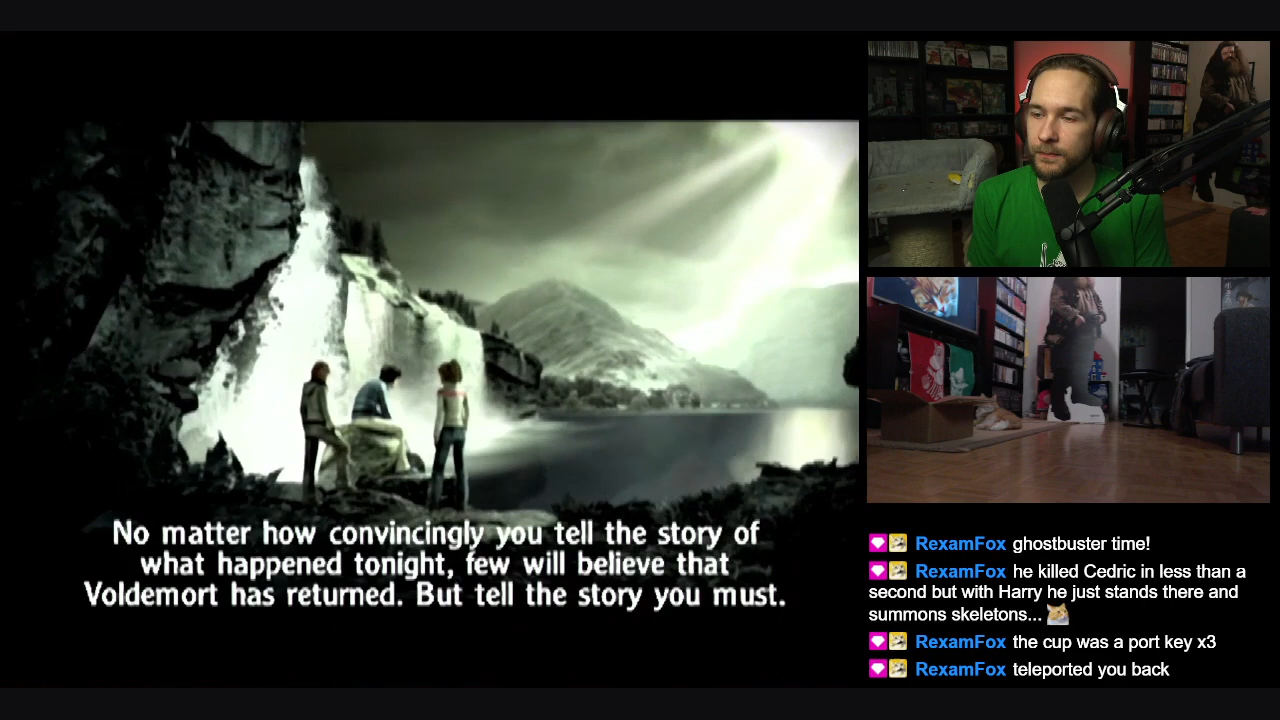 No matter how convincingly you tell the story of
what happened tonight, few will believe that
Voldemort has returned. But tell the story you must.
RexamFox ghostbuster time!
RexamFox he killed Cedric in less than a
second but with Harry he just stands there and
summons skeletons...
RexamFox the cup was a port key x3
RexamFox teleported you back